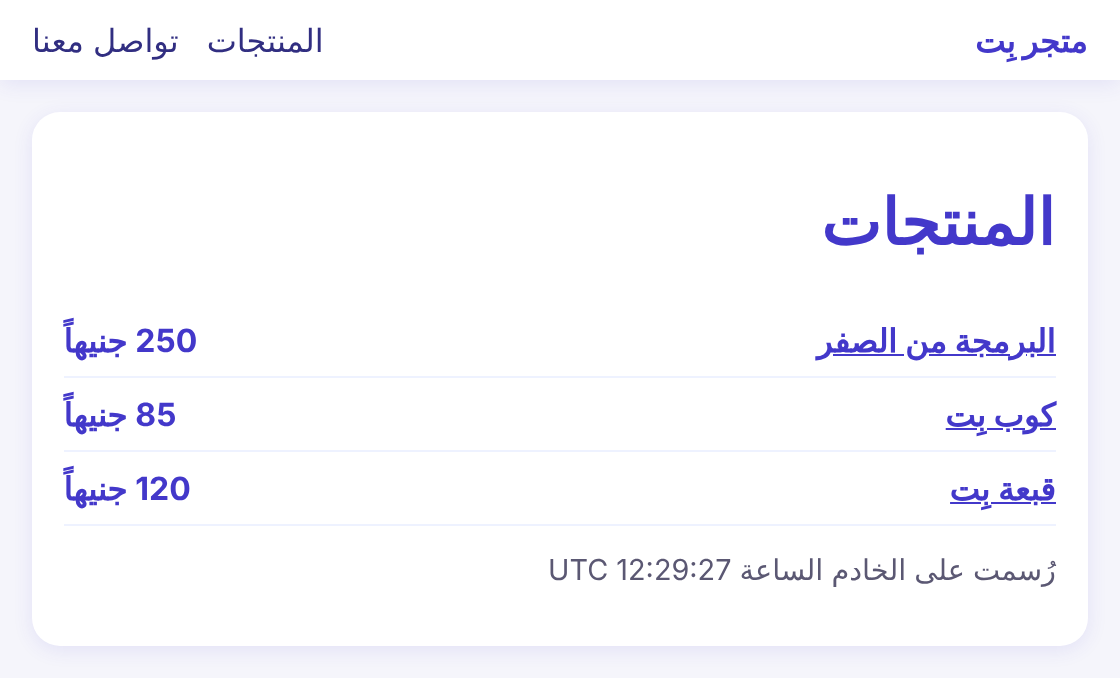 متجر بِت
المنتجات تواصل معنا
المنتجات
البرمجة من الصفر 250 جنيهاً
كوب بِت 85 جنيهاً
قبعة بِت 120 جنيهاً
رُسمت على الخادم الساعة 12:29:27 UTC